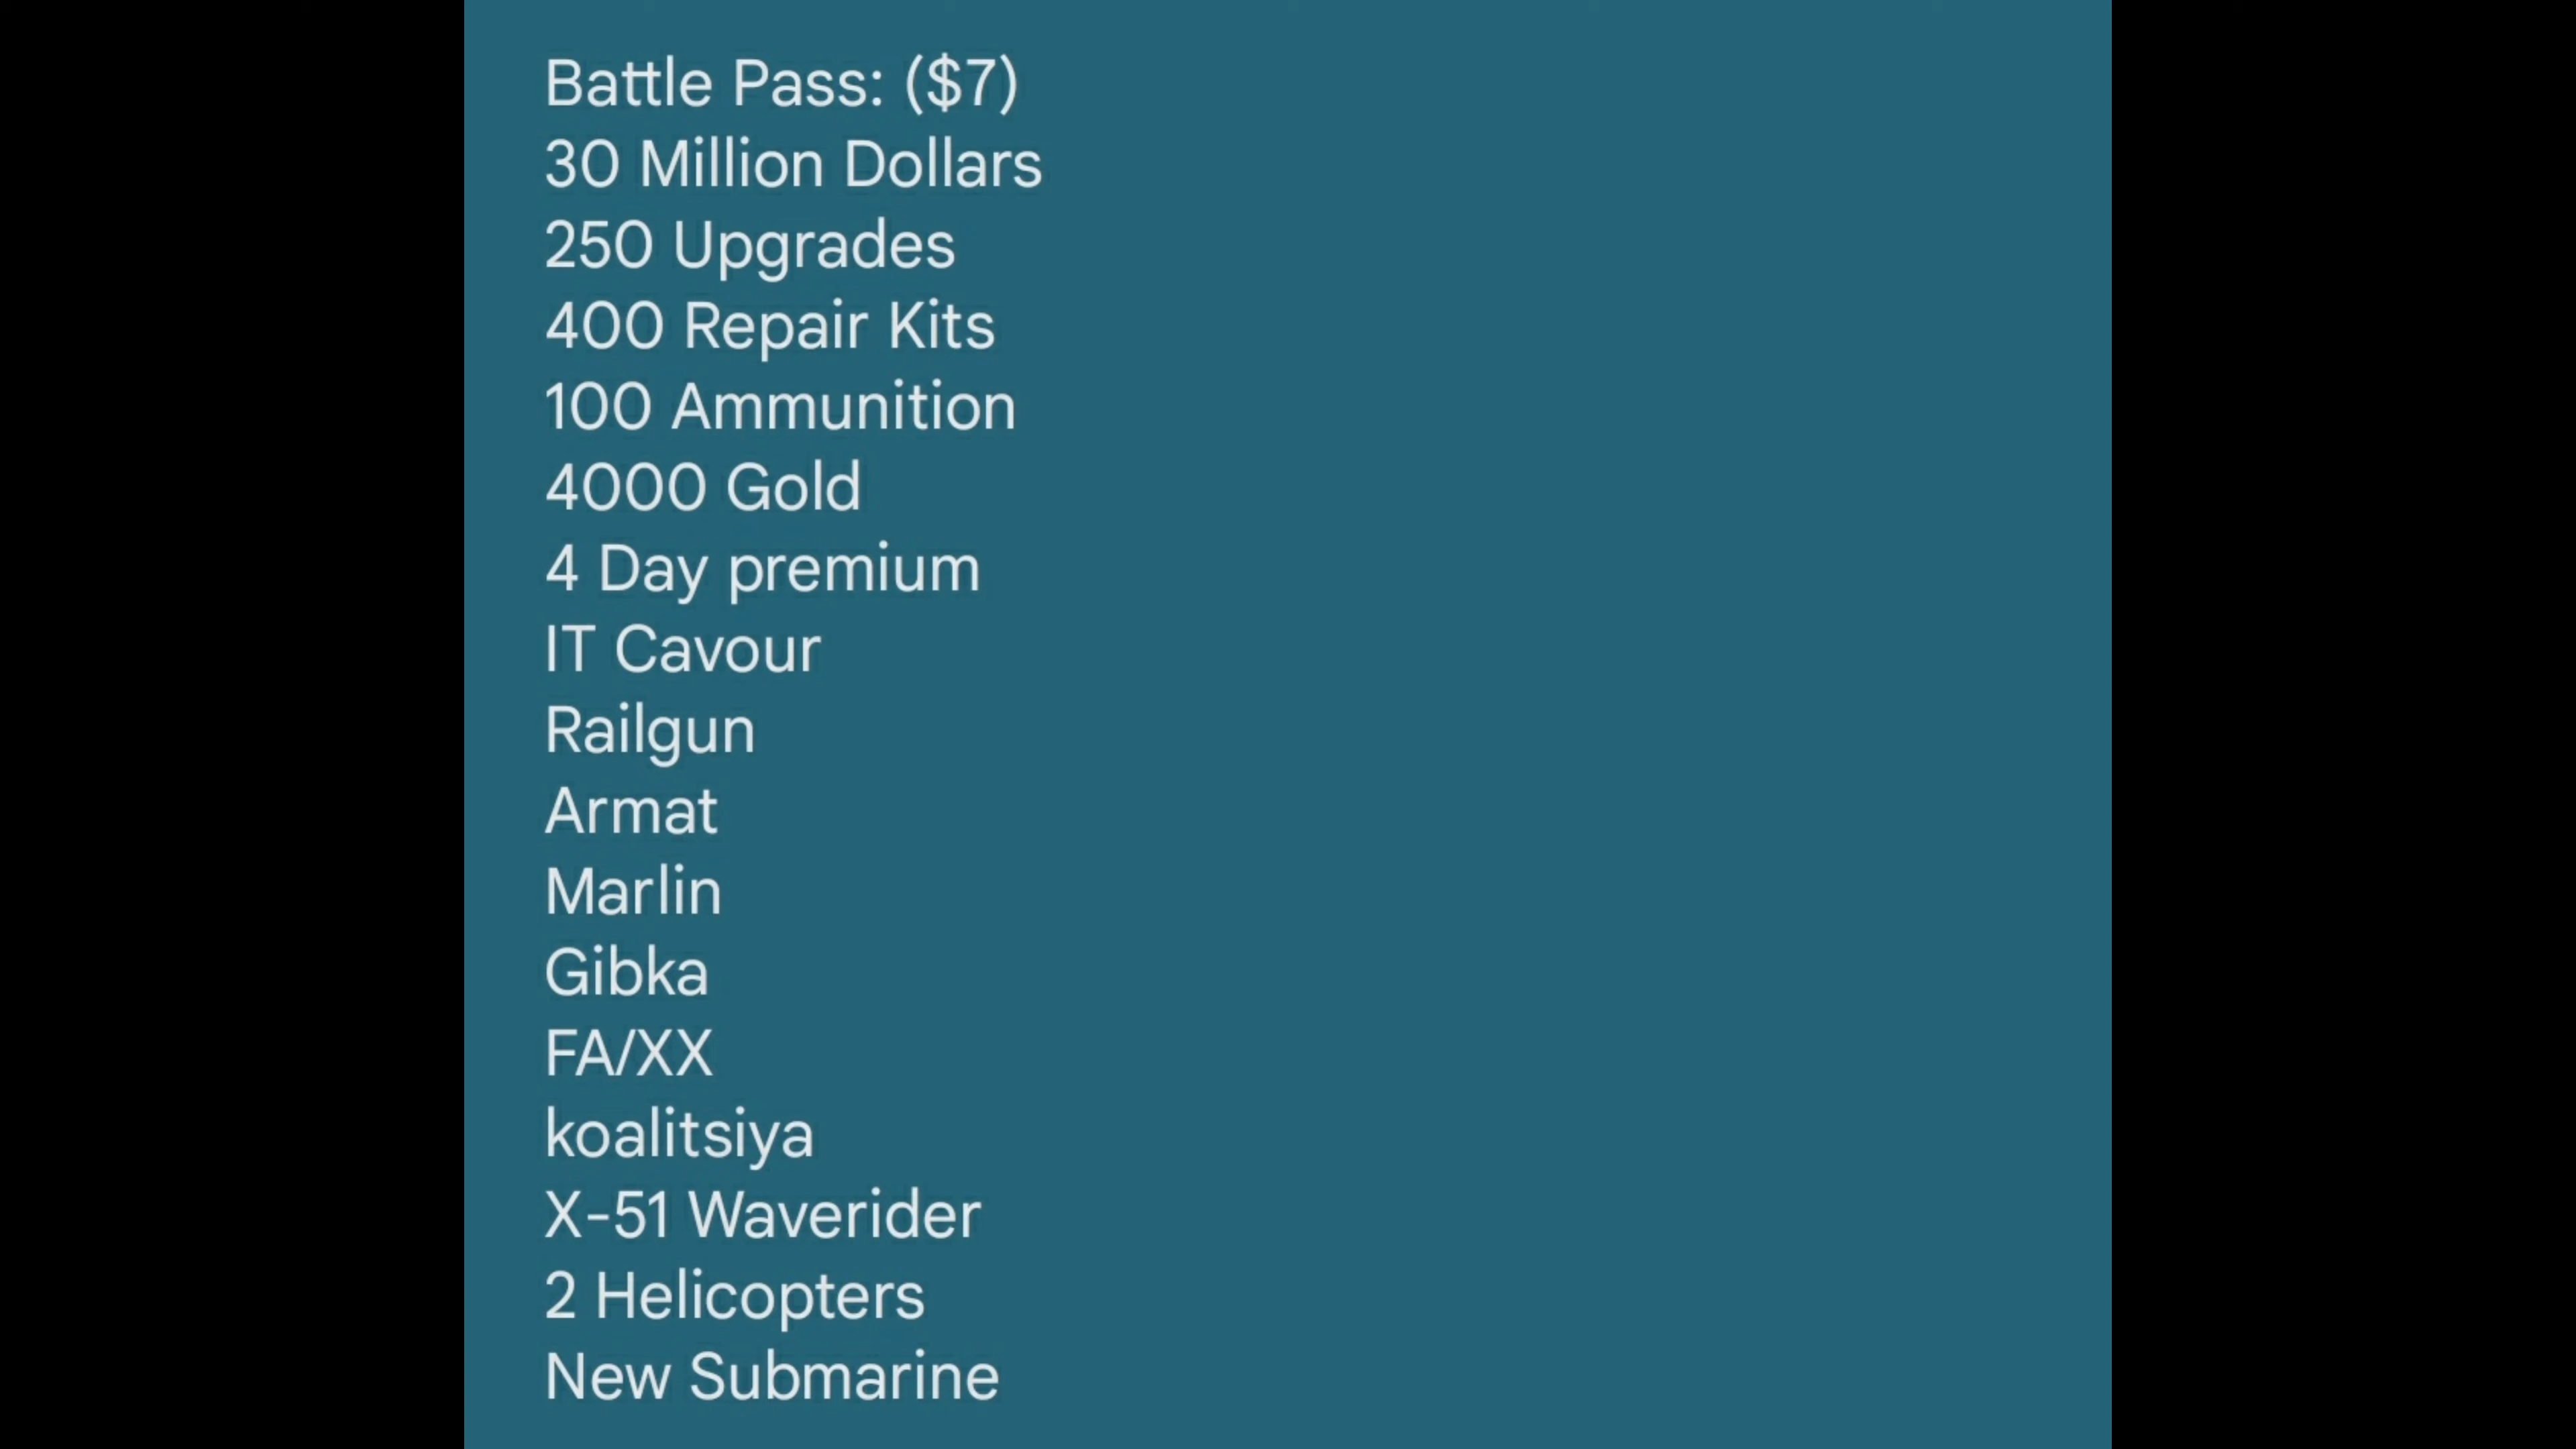 Battle Pass: ($7)
30 Million Dollars
250 Upgrades
400 Repair Kits
100 Ammunition
4000 Gold
4 Day premium
IT Cavour
Railgun
Armat
Marlin
Gibka
FA/XX
koalitsiya
X-51 Waverider
2 Helicopters
New Submarine